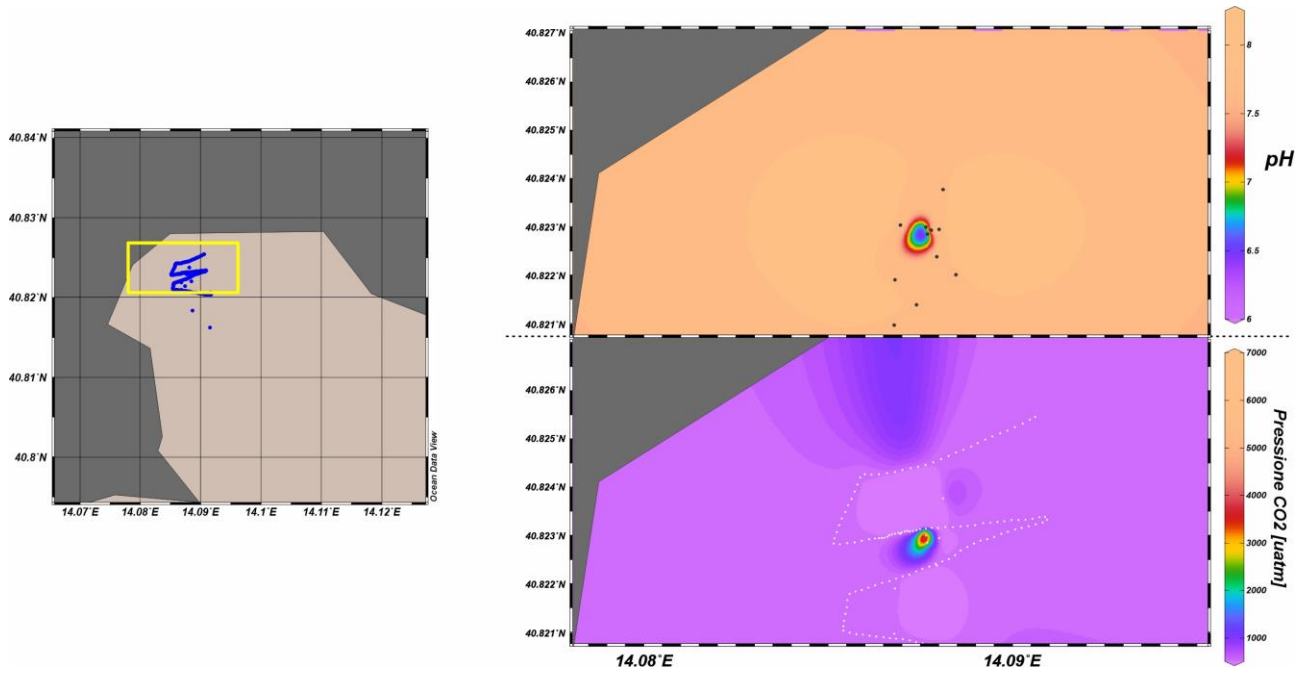 40.84˚N
40.83˚N
40.82˚N
40.81˚N
40.8˚N
14.07˚E 14.08˚E 14.09˚E 14.1˚E 14.11˚E 14.12˚E
Ocean Data View
40.827˚N
40.826˚N
40.825˚N
40.824˚N
40.823˚N
40.822˚N
40.821˚N
8
7.5
7
6.5
6
pH
40.826˚N
40.825˚N
40.824˚N
40.823˚N
40.822˚N
40.821˚N
14.08˚E 14.09˚E
7000
6000
5000
4000
3000
2000
1000
Pressione CO2 [uatm]